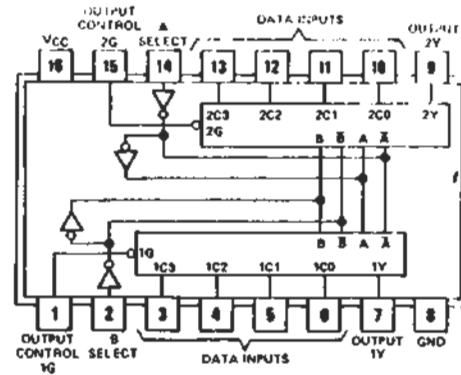 OUTPUT CONTROL 2G
A SELECT
DATA INPUTS
OUTPUT 2Y
VCC
16 15 14 13 12 11 10 9
2C3 2C2 2C1 2C0 2Y
2G
B B̅ A A̅
B B̅ A A̅
1G
1C3 1C2 1C1 1C0 1Y
1 2 3 4 5 6 7 8
OUTPUT CONTROL 1G
B SELECT
DATA INPUTS
OUTPUT 1Y
GND